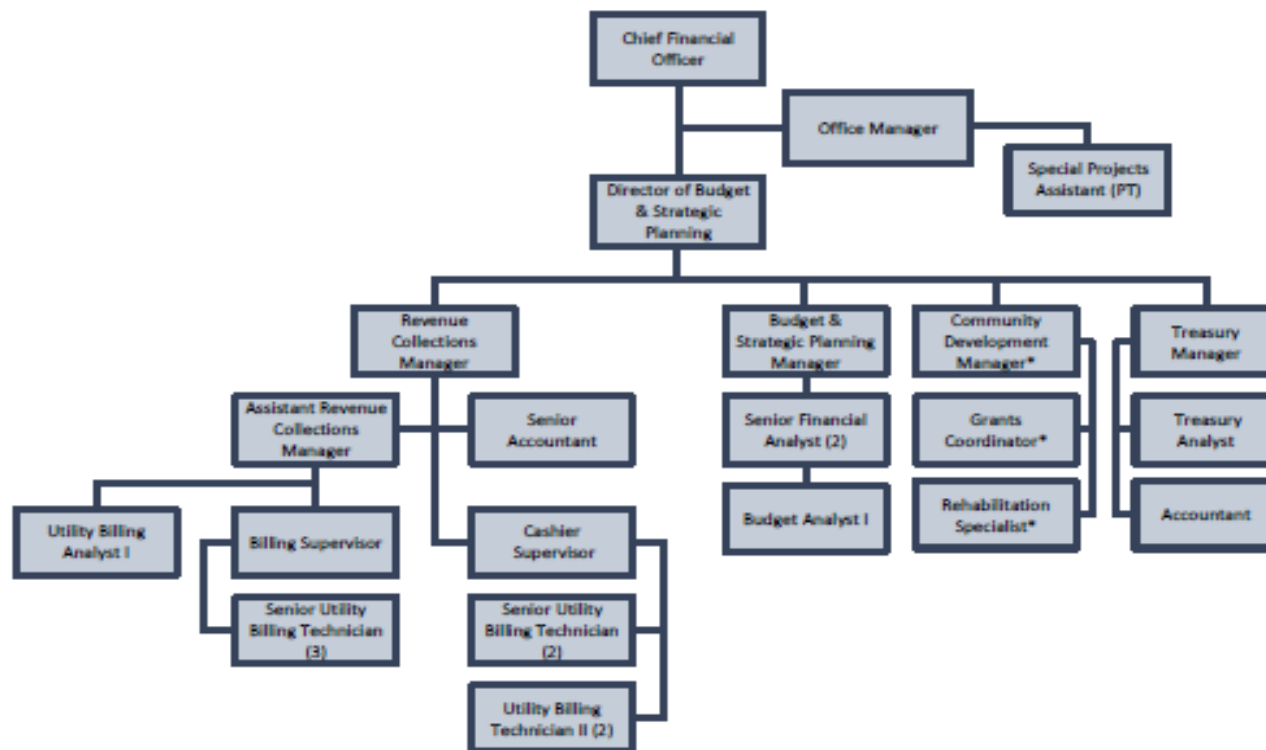 Chief Financial
Officer
Office Manager
Special Projects
Assistant (PT)
Director of Budget
& Strategic
Planning
Revenue
Collections
Manager
Budget &
Strategic Planning
Manager
Community
Development
Manager*
Treasury
Manager
Assistant Revenue
Collections
Manager
Senior
Accountant
Senior Financial
Analyst (2)
Grants
Coordinator*
Treasury
Analyst
Utility Billing
Analyst I
Billing Supervisor
Cashier
Supervisor
Budget Analyst I
Rehabilitation
Specialist*
Accountant
Senior Utility
Billing Technician
(3)
Senior Utility
Billing Technician
(2)
Utility Billing
Technician II (2)